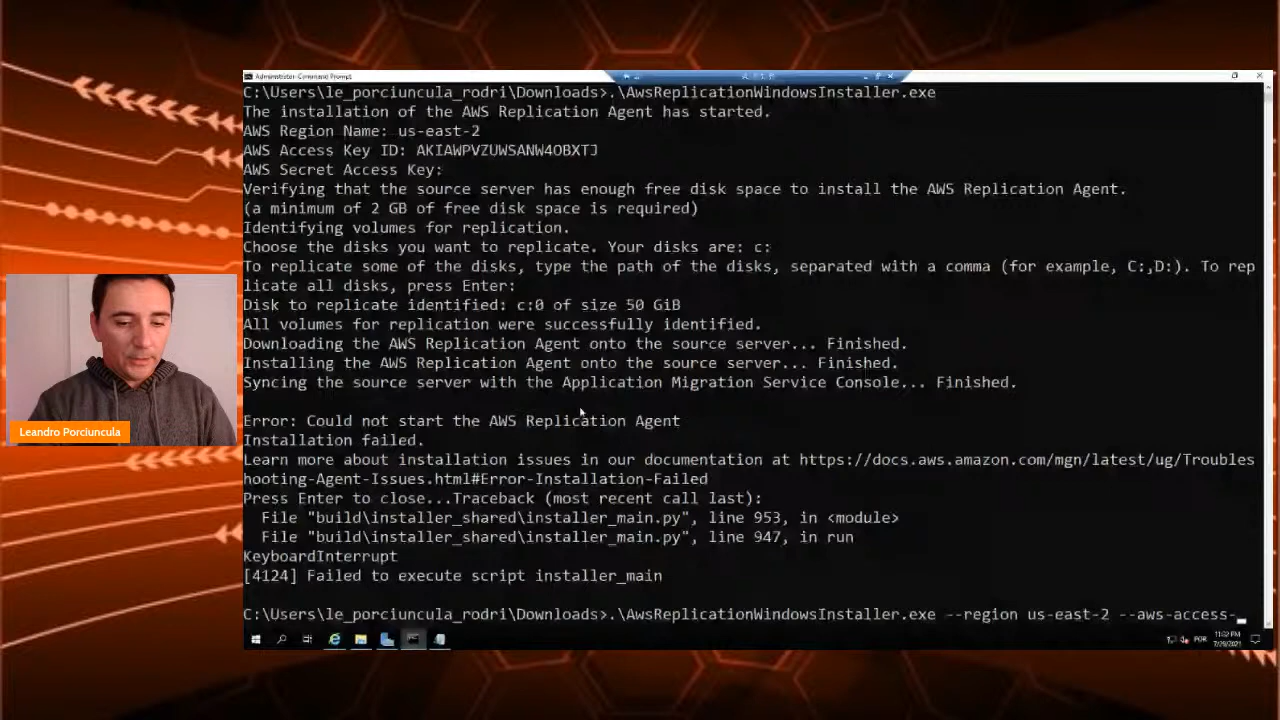 Administrator: Command Prompt
C:\Users\le_porciuncula_rodri\Downloads>.\AwsReplicationWindowsInstaller.exe
The installation of the AWS Replication Agent has started.
AWS Region Name: us-east-2
AWS Access Key ID: AKIAWPVZUWSANW4OBXTJ
AWS Secret Access Key:
Verifying that the source server has enough free disk space to install the AWS Replication Agent.
(a minimum of 2 GB of free disk space is required)
Identifying volumes for replication.
Choose the disks you want to replicate. Your disks are: c:
To replicate some of the disks, type the path of the disks, separated with a comma (for example, C:,D:). To rep
licate all disks, press Enter:
Disk to replicate identified: c:0 of size 50 GiB
All volumes for replication were successfully identified.
Downloading the AWS Replication Agent onto the source server... Finished.
Installing the AWS Replication Agent onto the source server... Finished.
Syncing the source server with the Application Migration Service Console... Finished.
Error: Could not start the AWS Replication Agent
Installation failed.
Learn more about installation issues in our documentation at https://docs.aws.amazon.com/mgn/latest/ug/Troubles
hooting-Agent-Issues.html#Error-Installation-Failed
Press Enter to close...Traceback (most recent call last):
File "build\installer_shared\installer_main.py", line 953, in <module>
File "build\installer_shared\installer_main.py", line 947, in run
KeyboardInterrupt
[4124] Failed to execute script installer_main
C:\Users\le_porciuncula_rodri\Downloads>.\AwsReplicationWindowsInstaller.exe --region us-east-2 --aws-access-
Leandro Porciuncula
POR
11:02 PM
7/29/2021